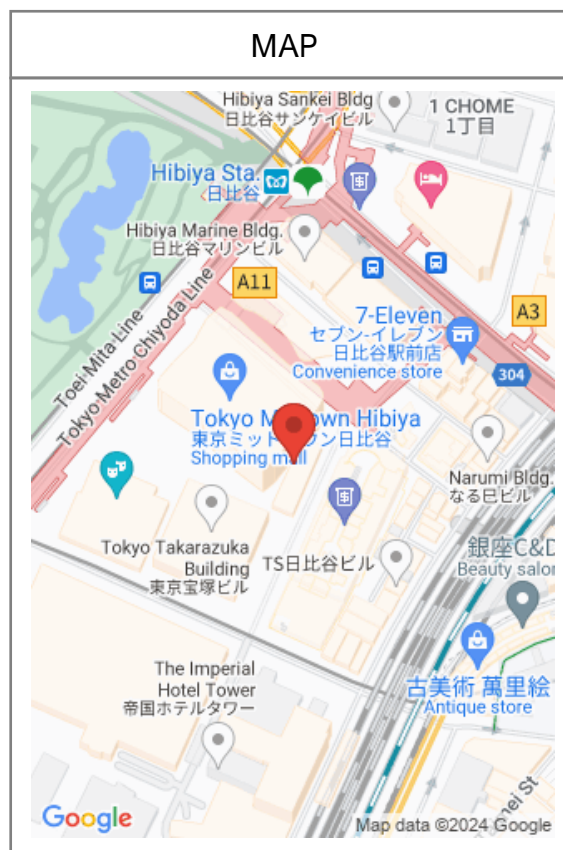 MAP
Hibiya Sankei Bldg
日比谷サンケイビル
1 CHOME
1丁目
Hibiya Sta.
日比谷
Hibiya Marine Bldg.
日比谷マリンビル
A11
A3
7-Eleven
セブン-イレブン
日比谷駅前店
Convenience store
304
Toei Mita Line
Tokyo Metro Chiyoda Line
Tokyo M town Hibiya
東京ミッドタウン日比谷
Shopping mall
Narumi Bldg.
なる巳ビル
Tokyo Takarazuka
Building
東京宝塚ビル
TS日比谷ビル
銀座C&D
Beauty salon
The Imperial
Hotel Tower
帝国ホテルタワー
古美術 萬里絵
Antique store
Google
Map data ©2024 Google